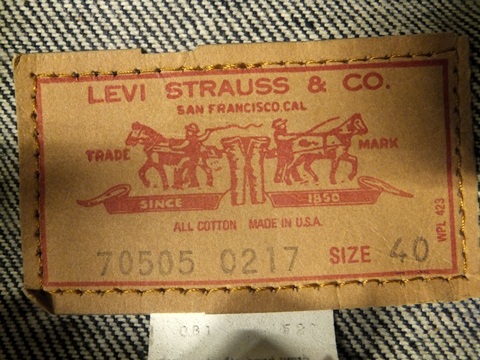 LEVI STRAUSS & CO.
SAN FRANCISCO.CAL
TRADE MARK
SINCE 1850
ALL COTTON MADE IN U.S.A.
WPL 423
70505 0217 SIZE 40